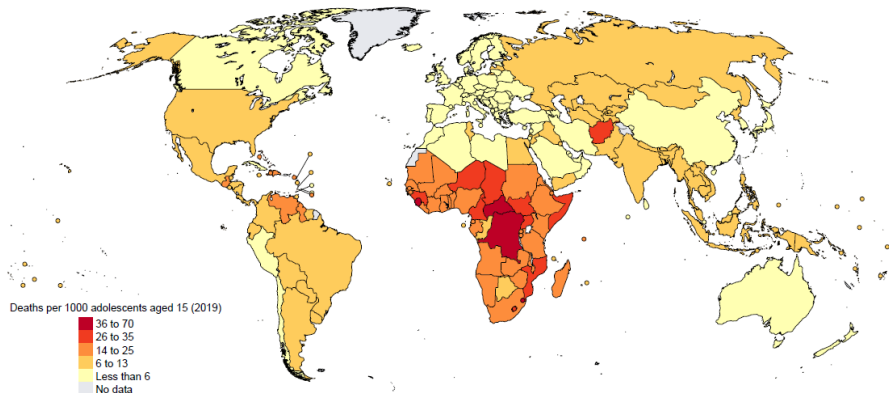 Deaths per 1000 adolescents aged 15 (2019)
36 to 70
26 to 35
14 to 25
6 to 13
Less than 6
No data